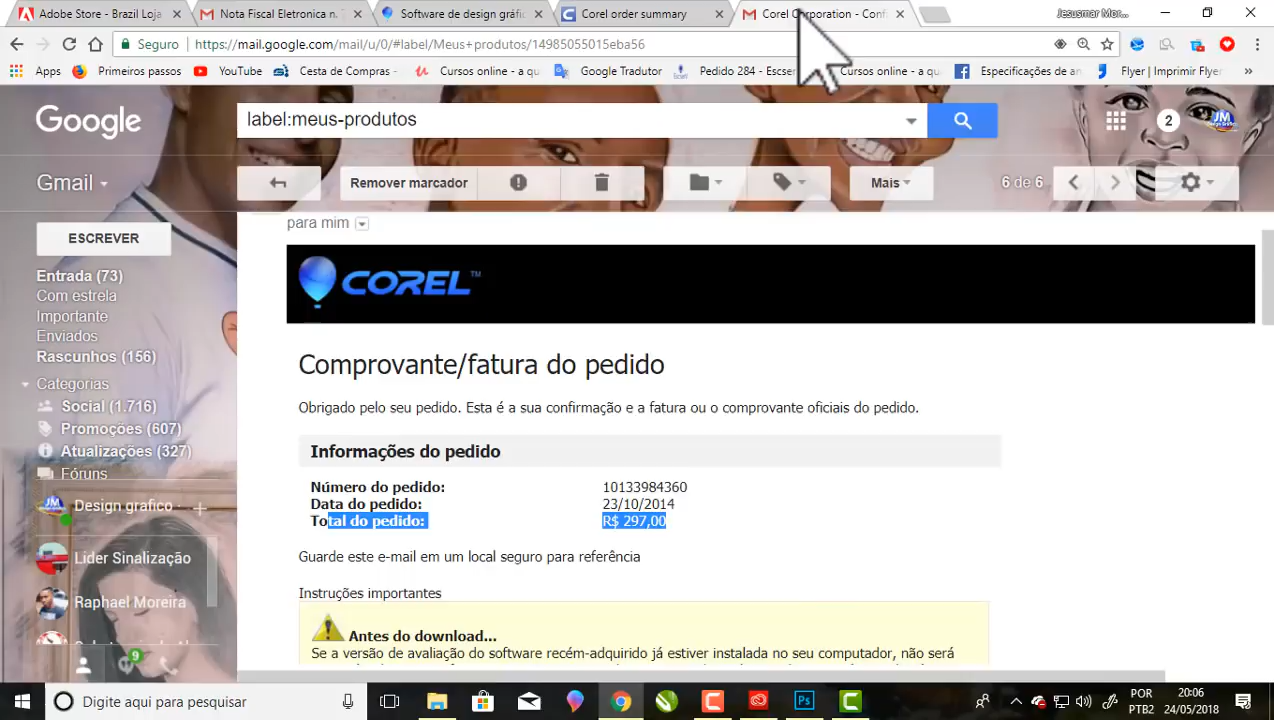 Adobe Store - Brazil Loja
Nota Fiscal Eletronica n.
Software de design gráfic
Corel order summary
Corel Corporation - Conf
Jesusmar Mor...
Seguro
https://mail.google.com/mail/u/0/#label/Meus+produtos/14985055015eba56
Apps
Primeiros passos
YouTube
Cesta de Compras -
Cursos online - a qu
Google Tradutor
Pedido 284 - Escser
Cursos online - a qu
Especificações de an
Flyer | Imprimir Flye
»
Google
label:meus-produtos
2
JM
Gmail
Remover marcador
Mais
6 de 6
ESCREVER
para mim
Entrada (73)
Com estrela
Importante
Enviados
Rascunhos (156)
Categorias
Social (1.716)
Promoções (607)
Atualizações (327)
Fóruns
Design grafico
Lider Sinalização
Raphael Moreira
9
COREL™
Comprovante/fatura do pedido
Obrigado pelo seu pedido. Esta é a sua confirmação e a fatura ou o comprovante oficiais do pedido.
Informações do pedido
Número do pedido: 10133984360
Data do pedido: 23/10/2014
Total do pedido: R$ 297,00
Guarde este e-mail em um local seguro para referência
Instruções importantes
Antes do download...
Se a versão de avaliação do software recém-adquirido já estiver instalada no seu computador, não será
Digite aqui para pesquisar
Ps
POR
PTB2
20:06
24/05/2018